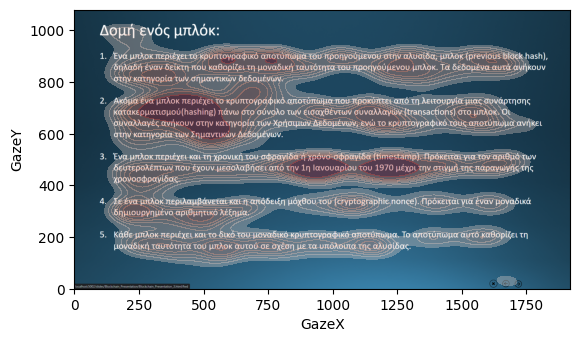 1000
800
600
400
200
0
GazeY
Δομή ενός μπλόκ:
1. Ένα μπλοκ περιέχει το κρυπτογραφικό αποτύπωμα του προηγούμενου στην αλυσίδα, μπλοκ (previous block hash),
δηλαδή έναν δείκτη που καθορίζει τη μοναδική ταυτότητα του προηγούμενου μπλοκ. Τα δεδομένα αυτά ανήκουν
στην κατηγορία των σημαντικών δεδομένων.
2. Ακόμα ένα μπλοκ περιέχει το κρυπτογραφικό αποτύπωμα που προκύπτει από τη λειτουργία μιας συνάρτησης
κατακερματισμού(hashing) πάνω στο σύνολο των εισαχθέντων συναλλαγών (transactions) στο μπλοκ. Οι
συναλλαγές ανήκουν στην κατηγορία των Χρήσιμων Δεδομένων, ενώ το κρυπτογραφικό τους αποτύπωμα ανήκει
στην κατηγορία των Σημαντικών Δεδομένων.
3. Ένα μπλοκ περιέχει και τη χρονική του σφραγίδα ή χρόνο-σφραγίδα (timestamp). Πρόκειται για τον αριθμό των
δευτερολέπτων που έχουν μεσολαβήσει από την 1η Ιανουαρίου του 1970 μέχρι την στιγμή της παραγωγής της
χρονοσφραγίδας.
4. Σε ένα μπλοκ περιλαμβάνεται και η απόδειξη μόχθου του (cryptographic nonce). Πρόκειται για έναν μοναδικά
δημιουργημένο αριθμητικό λέξημα.
5. Κάθε μπλοκ περιέχει και το δικό του μοναδικό κρυπτογραφικό αποτύπωμα. Το αποτύπωμα αυτό καθορίζει τη
μοναδική ταυτότητα του μπλοκ αυτού σε σχέση με τα υπόλοιπα της αλυσίδας.
0 250 500 750 1000 1250 1500 1750
GazeX